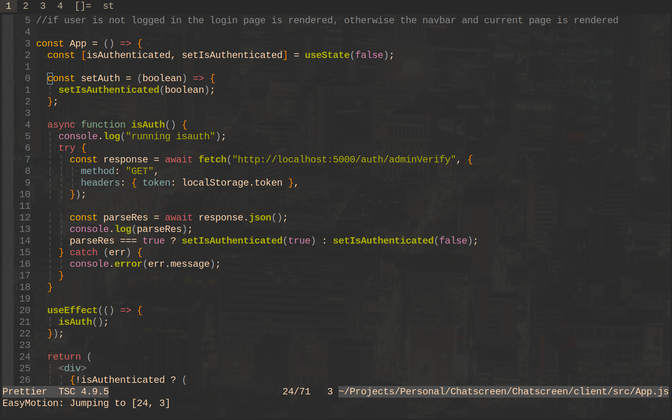 1 2 3 4 []= st
5 //if user is not logged in the login page is rendered, otherwise the navbar and current page is rendered
4
3 const App = () => {
2 const [isAuthenticated, setIsAuthenticated] = useState(false);
1
0 const setAuth = (boolean) => {
1 setIsAuthenticated(boolean);
2 };
3
4 async function isAuth() {
5 console.log("running isauth");
6 try {
7 const response = await fetch("http://localhost:5000/auth/adminVerify", {
8 method: "GET",
9 headers: { token: localStorage.token },
10 });
11
12 const parseRes = await response.json();
13 console.log(parseRes);
14 parseRes === true ? setIsAuthenticated(true) : setIsAuthenticated(false);
15 } catch (err) {
16 console.error(err.message);
17 }
18 }
19
20 useEffect(() => {
21 isAuth();
22 });
23
24 return (
25 <div>
26 {!isAuthenticated ? (
Prettier TSC 4.9.5 24/71 3 ~/Projects/Personal/Chatscreen/Chatscreen/client/src/App.js
EasyMotion: Jumping to [24, 3]